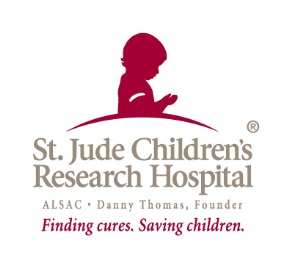 ®
St. Jude Children's
Research Hospital
ALSAC • Danny Thomas, Founder
Finding cures. Saving children.